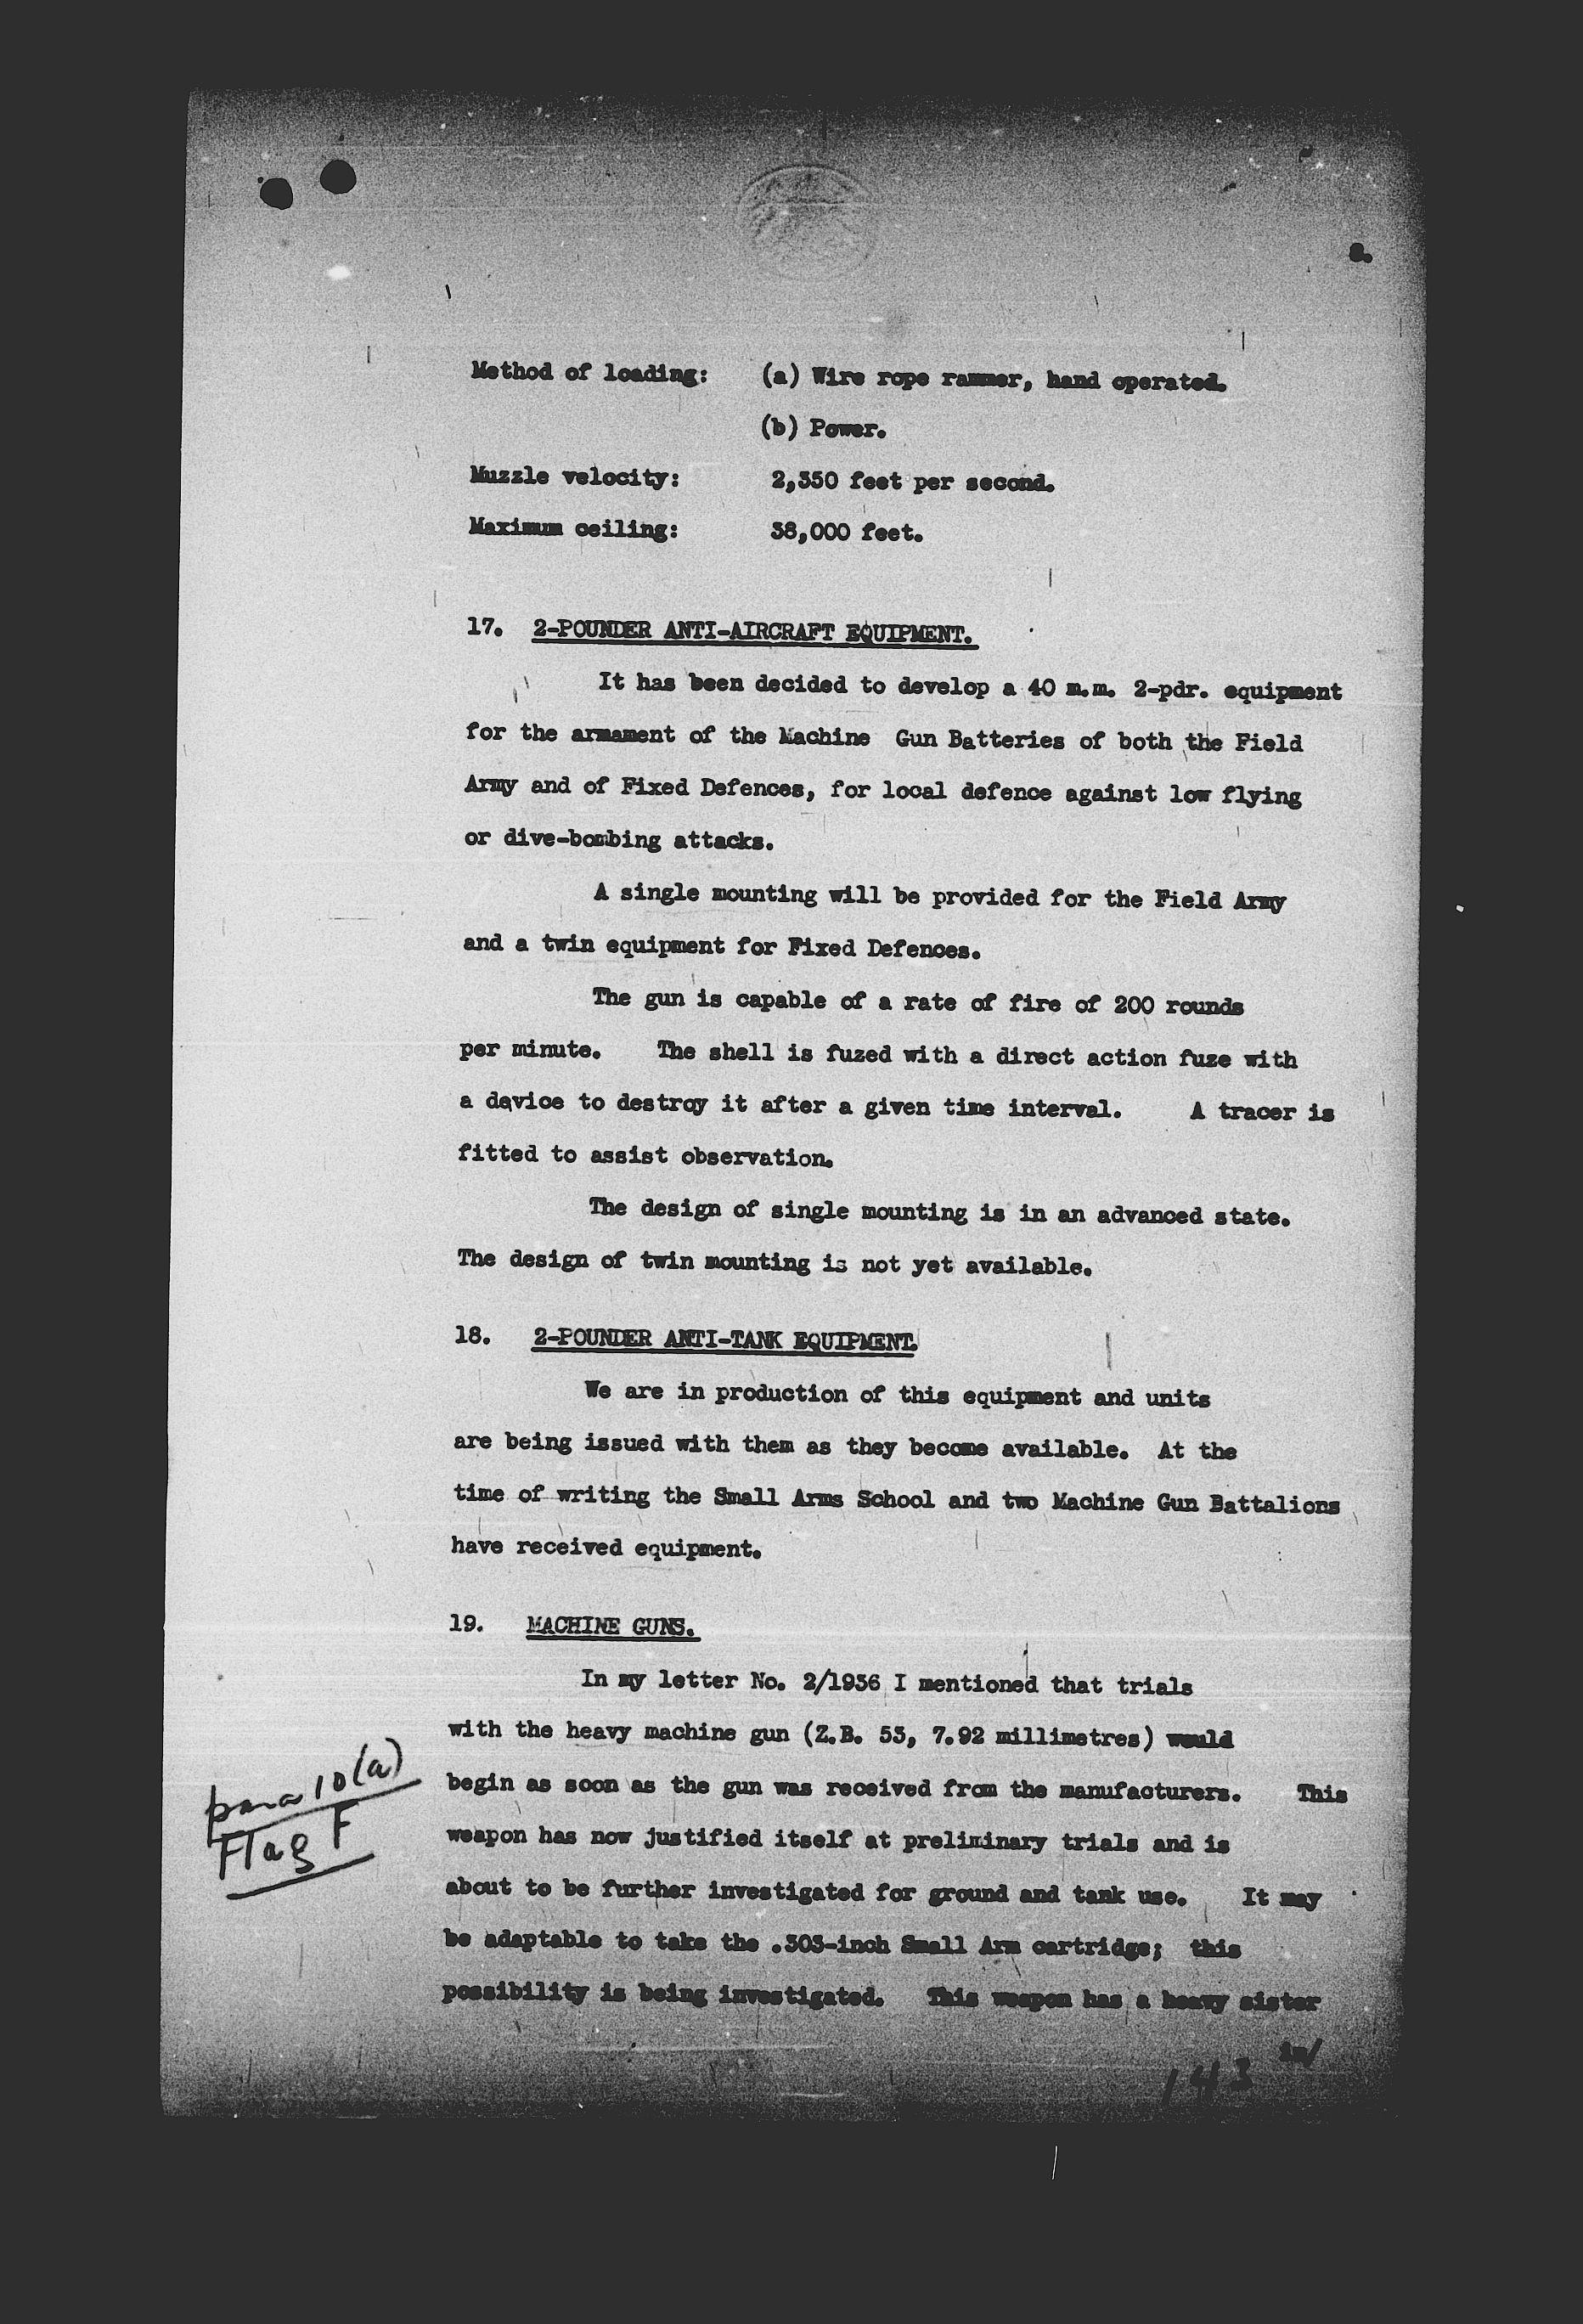 8.
Method of loading: (a) Wire rope rammer, hand operated.
(b) Power.
Muzzle velocity: 2,350 feet per second.
Maximum ceiling: 38,000 feet.
17. 2-POUNDER ANTI-AIRCRAFT EQUIPMENT.
It has been decided to develop a 40 m.m. 2-pdr. equipment
for the armament of the Machine Gun Batteries of both the Field
Army and of Fixed Defences, for local defence against low flying
or dive-bombing attacks.
A single mounting will be provided for the Field Army
and a twin equipment for Fixed Defences.
The gun is capable of a rate of fire of 200 rounds
per minute. The shell is fuzed with a direct action fuze with
a device to destroy it after a given time interval. A tracer is
fitted to assist observation.
The design of single mounting is in an advanced state.
The design of twin mounting is not yet available.
18. 2-POUNDER ANTI-TANK EQUIPMENT.
We are in production of this equipment and units
are being issued with them as they become available. At the
time of writing the Small Arms School and two Machine Gun Battalions
have received equipment.
19. MACHINE GUNS.
In my letter No. 2/1936 I mentioned that trials
with the heavy machine gun (Z.B. 53, 7.92 millimetres) would
begin as soon as the gun was received from the manufacturers. This
weapon has now justified itself at preliminary trials and is
about to be further investigated for ground and tank use. It may
be adaptable to take the .303-inch Small Arm cartridge; this
possibility is being investigated. This weapon has a heavy sister
in/
para 10(a)
Flag F
143